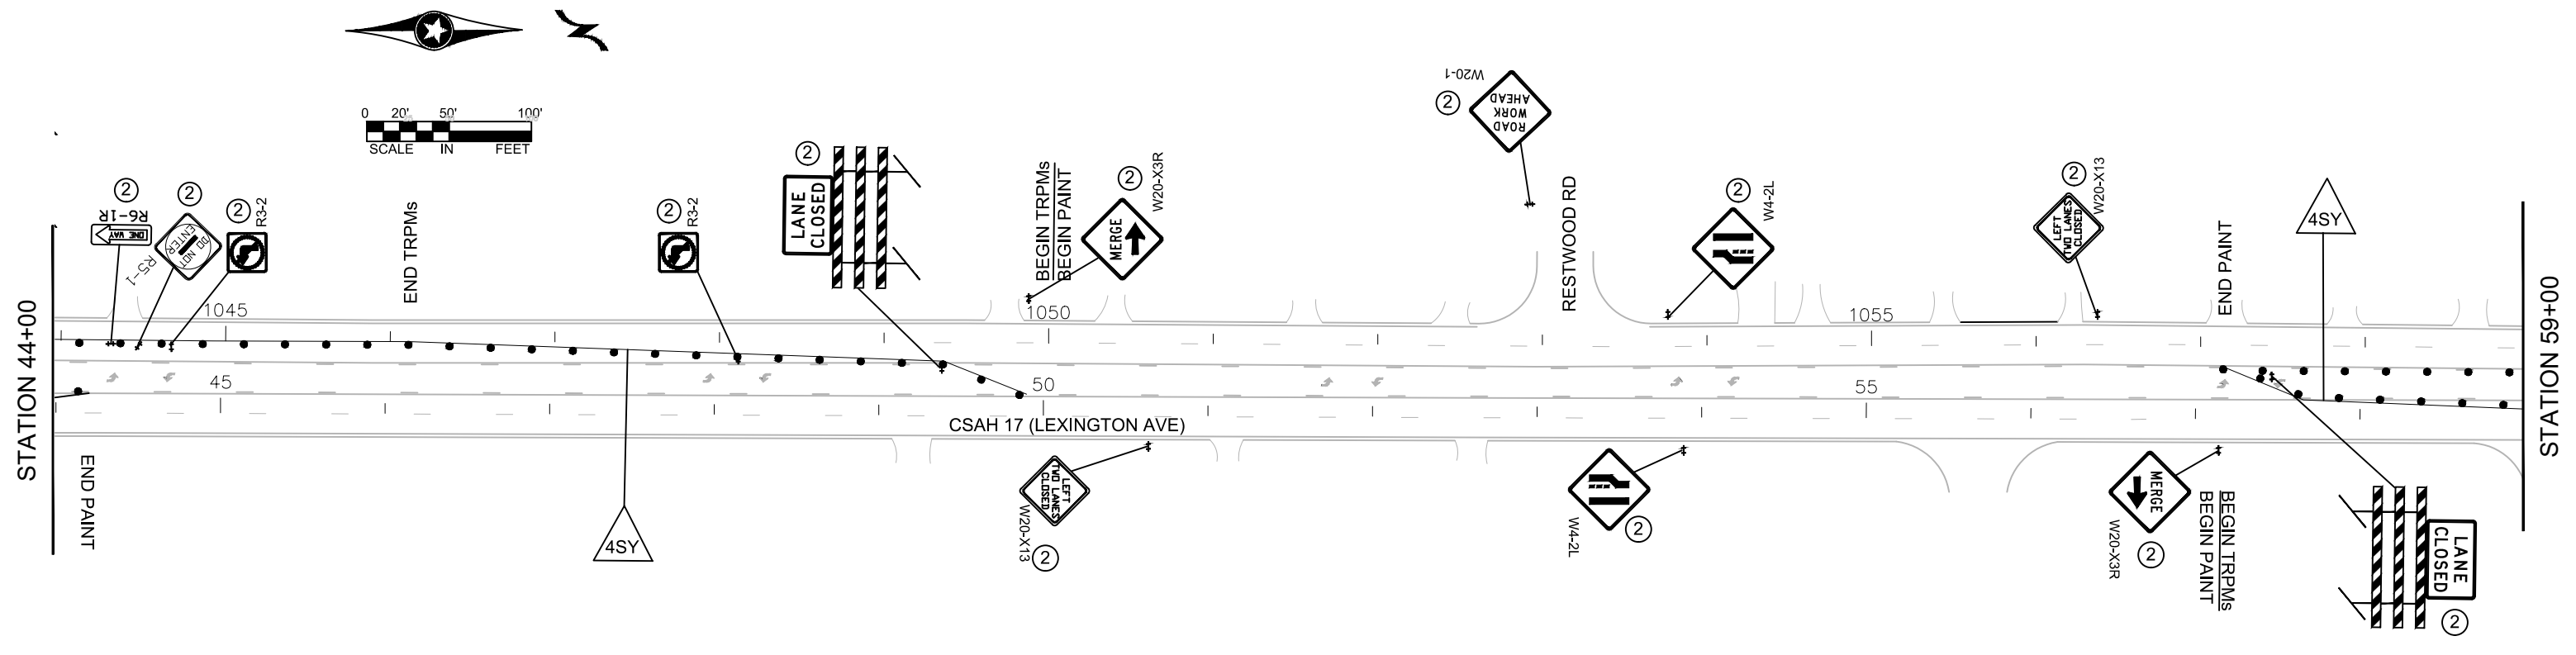 0 20' 50' 100'
SCALE IN FEET
STATION 44+00
2
R6-1R
ONE WAY
2
DO NOT
ENTER
R5-1
2
R3-2
1045
END TRPMs
2
R3-2
2
LANE
CLOSED
BEGIN TRPMs
BEGIN PAINT
2
MERGE
W20-X3R
1050
W20-1
2
ROAD
WORK
AHEAD
RESTWOOD RD
2
W4-2L
1055
2
W20-X13
LEFT
TWO LANES
CLOSED
END PAINT
4SY
STATION 59+00
45
50
55
CSAH 17 (LEXINGTON AVE)
END PAINT
4SY
LEFT
TWO LANES
CLOSED
W20-X13
2
W4-2L
2
MERGE
W20-X3R
2
BEGIN TRPMs
BEGIN PAINT
LANE
CLOSED
2